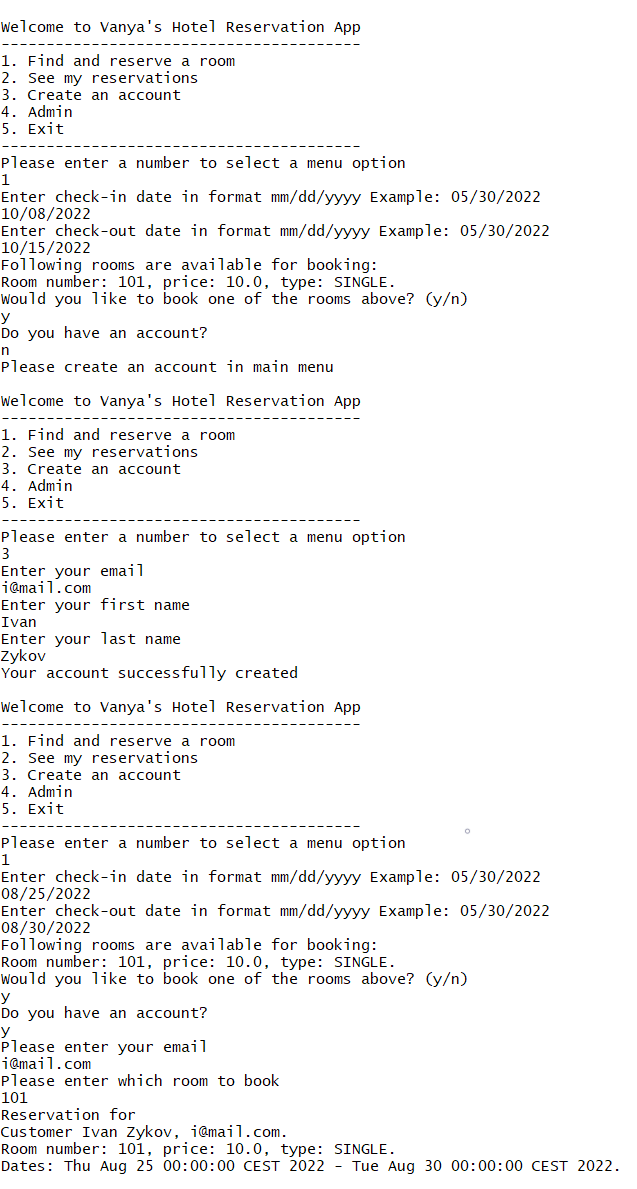 Welcome to Vanya's Hotel Reservation App
----------------------------------------
1. Find and reserve a room
2. See my reservations
3. Create an account
4. Admin
5. Exit
----------------------------------------
Please enter a number to select a menu option
1
Enter check-in date in format mm/dd/yyyy Example: 05/30/2022
10/08/2022
Enter check-out date in format mm/dd/yyyy Example: 05/30/2022
10/15/2022
Following rooms are available for booking:
Room number: 101, price: 10.0, type: SINGLE.
Would you like to book one of the rooms above? (y/n)
y
Do you have an account?
n
Please create an account in main menu
Welcome to Vanya's Hotel Reservation App
----------------------------------------
1. Find and reserve a room
2. See my reservations
3. Create an account
4. Admin
5. Exit
----------------------------------------
Please enter a number to select a menu option
3
Enter your email
i@mail.com
Enter your first name
Ivan
Enter your last name
Zykov
Your account successfully created
Welcome to Vanya's Hotel Reservation App
----------------------------------------
1. Find and reserve a room
2. See my reservations
3. Create an account
4. Admin
5. Exit
----------------------------------------
Please enter a number to select a menu option
1
Enter check-in date in format mm/dd/yyyy Example: 05/30/2022
08/25/2022
Enter check-out date in format mm/dd/yyyy Example: 05/30/2022
08/30/2022
Following rooms are available for booking:
Room number: 101, price: 10.0, type: SINGLE.
Would you like to book one of the rooms above? (y/n)
y
Do you have an account?
y
Please enter your email
i@mail.com
Please enter which room to book
101
Reservation for
Customer Ivan Zykov, i@mail.com.
Room number: 101, price: 10.0, type: SINGLE.
Dates: Thu Aug 25 00:00:00 CEST 2022 - Tue Aug 30 00:00:00 CEST 2022.